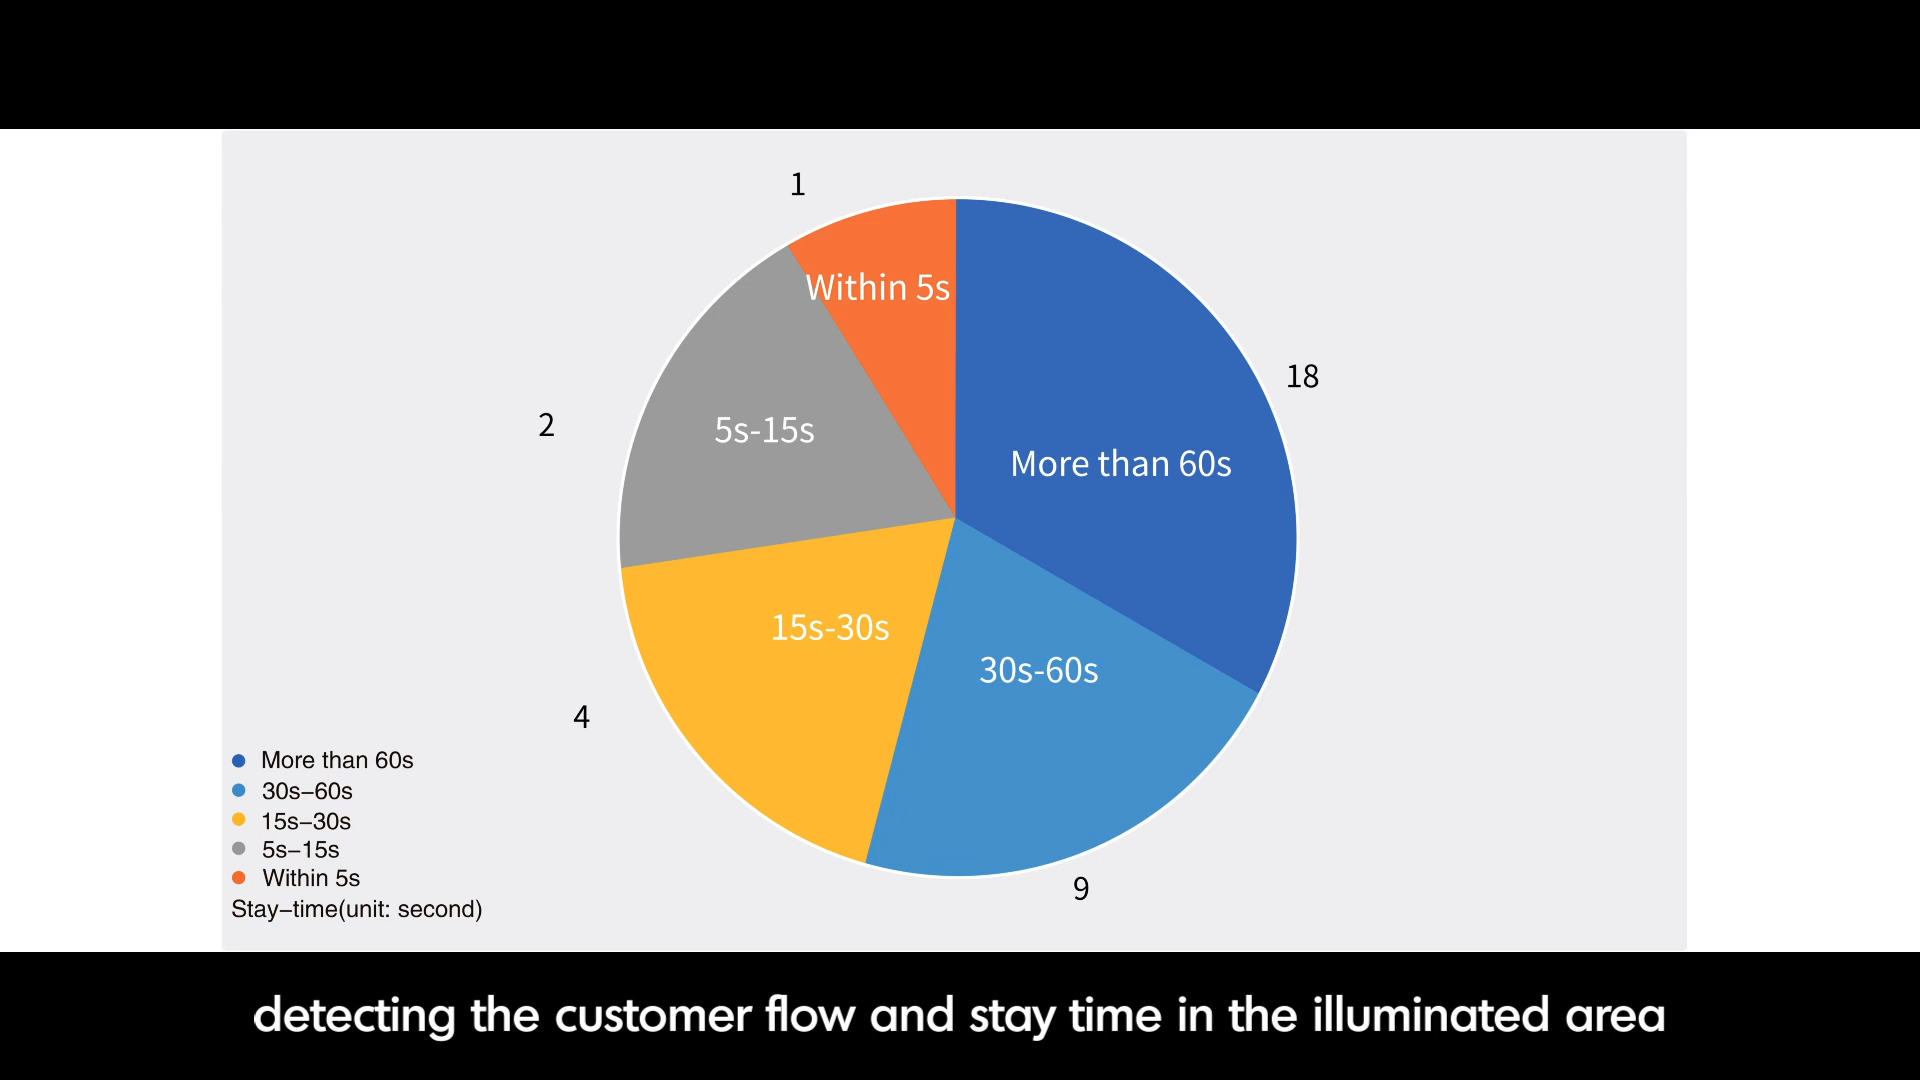 1
Within 5s
18
5s-15s
2
More than 60s
15s-30s
30s-60s
4
9
More than 60s
30s–60s
15s–30s
5s–15s
Within 5s
Stay–time(unit: second)
detecting the customer flow and stay time in the illuminated area